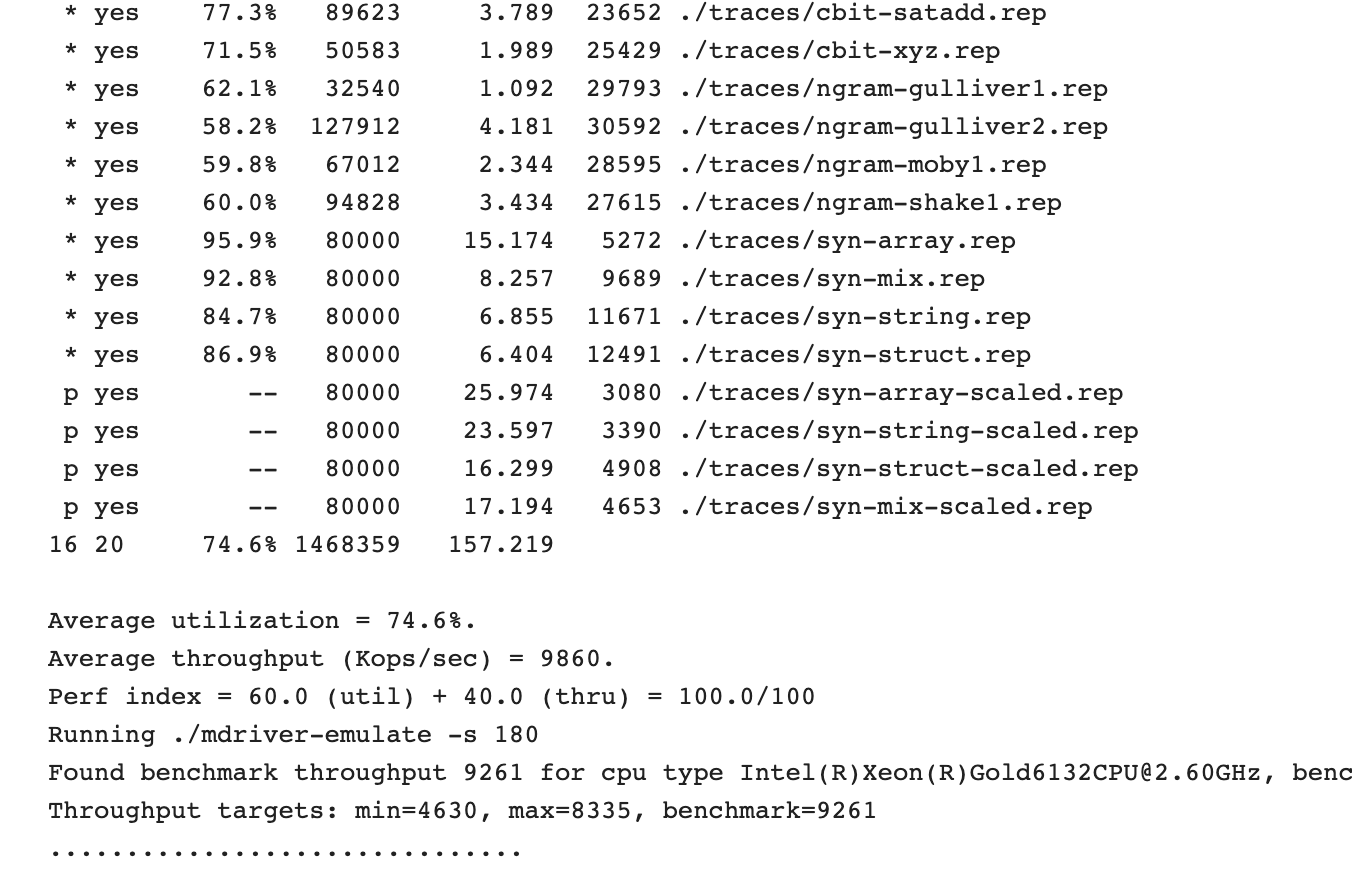 * yes 77.3% 89623 3.789 23652 ./traces/cbit-satadd.rep
* yes 71.5% 50583 1.989 25429 ./traces/cbit-xyz.rep
* yes 62.1% 32540 1.092 29793 ./traces/ngram-gulliver1.rep
* yes 58.2% 127912 4.181 30592 ./traces/ngram-gulliver2.rep
* yes 59.8% 67012 2.344 28595 ./traces/ngram-moby1.rep
* yes 60.0% 94828 3.434 27615 ./traces/ngram-shake1.rep
* yes 95.9% 80000 15.174 5272 ./traces/syn-array.rep
* yes 92.8% 80000 8.257 9689 ./traces/syn-mix.rep
* yes 84.7% 80000 6.855 11671 ./traces/syn-string.rep
* yes 86.9% 80000 6.404 12491 ./traces/syn-struct.rep
p yes -- 80000 25.974 3080 ./traces/syn-array-scaled.rep
p yes -- 80000 23.597 3390 ./traces/syn-string-scaled.rep
p yes -- 80000 16.299 4908 ./traces/syn-struct-scaled.rep
p yes -- 80000 17.194 4653 ./traces/syn-mix-scaled.rep
16 20 74.6% 1468359 157.219
Average utilization = 74.6%.
Average throughput (Kops/sec) = 9860.
Perf index = 60.0 (util) + 40.0 (thru) = 100.0/100
Running ./mdriver-emulate -s 180
Found benchmark throughput 9261 for cpu type Intel(R)Xeon(R)Gold6132CPU@2.60GHz, benc
Throughput targets: min=4630, max=8335, benchmark=9261
...............................